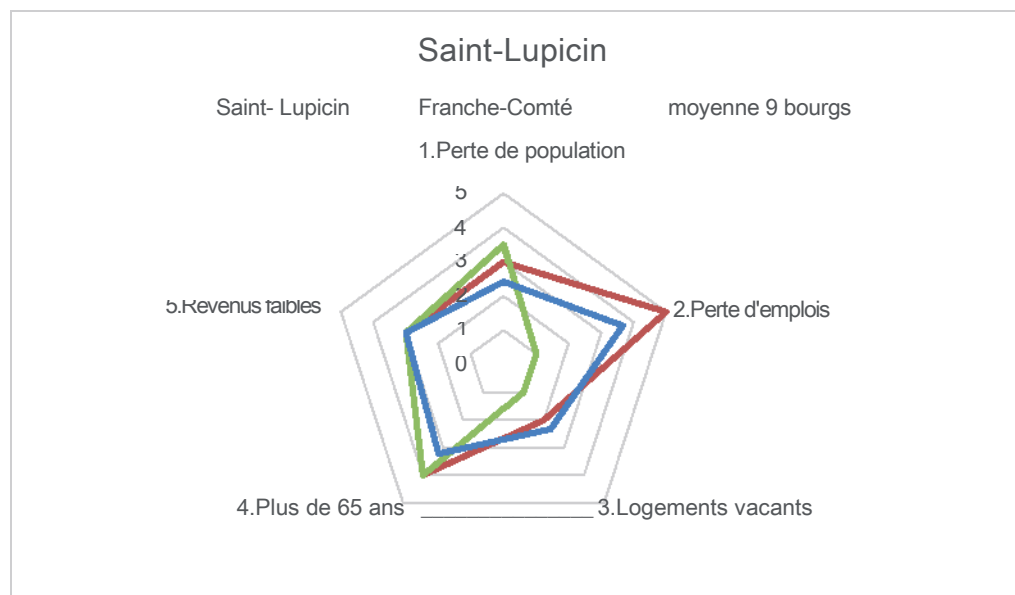 Saint-Lupicin
Saint- Lupicin Franche-Comté moyenne 9 bourgs
1.Perte de population
5
4
3
2
1
0
5.Revenus faibles
2.Perte d'emplois
4.Plus de 65 ans
3.Logements vacants